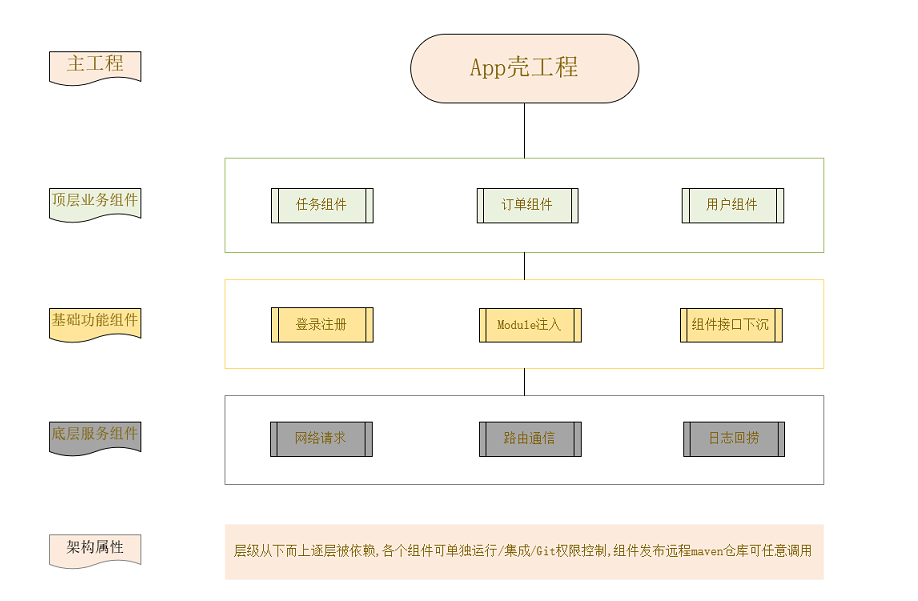 主工程
App壳工程
顶层业务组件
任务组件
订单组件
用户组件
基础功能组件
登录注册
Module注入
组件接口下沉
底层服务组件
网络请求
路由通信
日志回捞
架构属性
层级从下而上逐层被依赖,各个组件可单独运行/集成/Git权限控制,组件发布远程maven仓库可任意调用